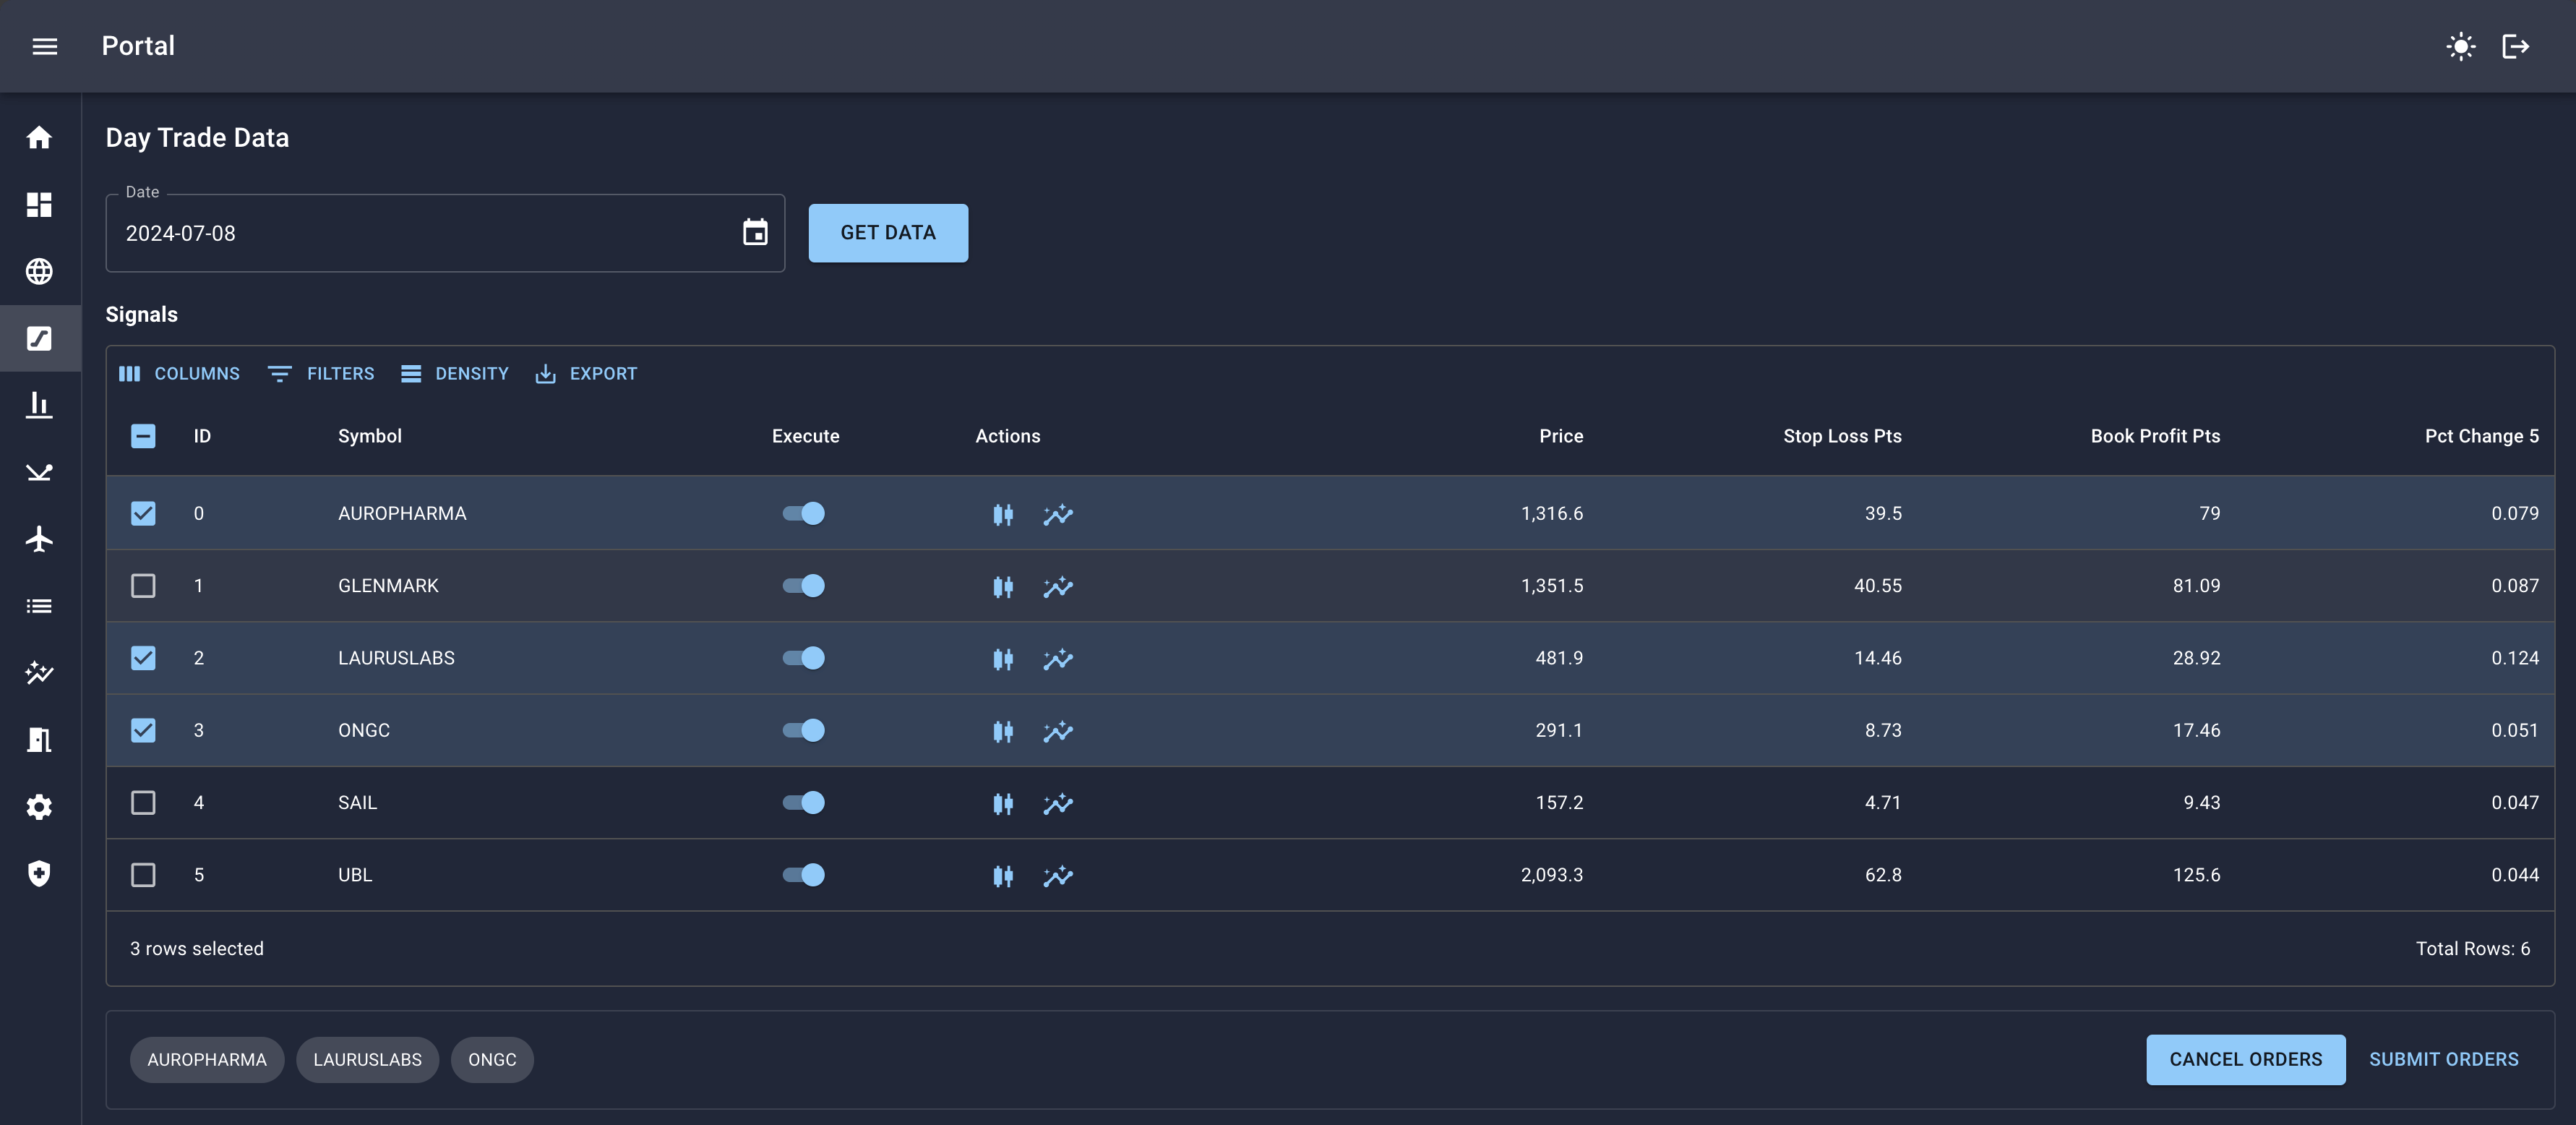 Portal
Day Trade Data
Date
2024-07-08
GET DATA
Signals
COLUMNS FILTERS DENSITY EXPORT
ID Symbol Execute Actions Price Stop Loss Pts Book Profit Pts Pct Change 5
0 AUROPHARMA 1,316.6 39.5 79 0.079
1 GLENMARK 1,351.5 40.55 81.09 0.087
2 LAURUSLABS 481.9 14.46 28.92 0.124
3 ONGC 291.1 8.73 17.46 0.051
4 SAIL 157.2 4.71 9.43 0.047
5 UBL 2,093.3 62.8 125.6 0.044
3 rows selected Total Rows: 6
AUROPHARMA LAURUSLABS ONGC CANCEL ORDERS SUBMIT ORDERS